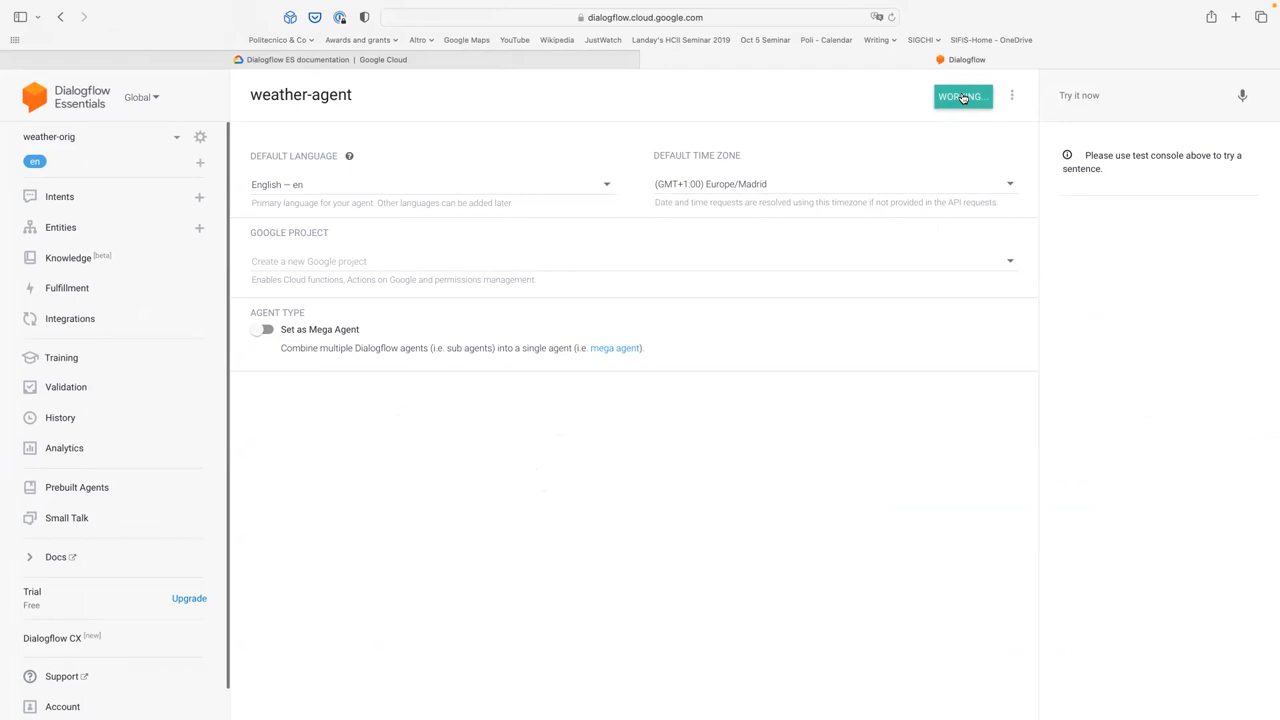 dialogflow.cloud.google.com
Politecnico & Co
Awards and grants
Altro
Google Maps
YouTube
Wikipedia
JustWatch
Landay's HCII Seminar 2019
Oct 5 Seminar
Poli - Calendar
Writing
SIGCHI
SIFIS-Home - OneDrive
Dialogflow ES documentation | Google Cloud
Dialogflow
Dialogflow
Essentials
Global
weather-agent
WORKING...
Try it now
weather-orig
en
Intents
Entities
Knowledge [beta]
Fulfillment
Integrations
Training
Validation
History
Analytics
Prebuilt Agents
Small Talk
Docs
Trial
Free
Upgrade
Dialogflow CX [new]
Support
Account
DEFAULT LANGUAGE
English — en
Primary language for your agent. Other languages can be added later.
DEFAULT TIME ZONE
(GMT+1:00) Europe/Madrid
Date and time requests are resolved using this timezone if not provided in the API requests.
GOOGLE PROJECT
Create a new Google project
Enables Cloud functions, Actions on Google and permissions management.
AGENT TYPE
Set as Mega Agent
Combine multiple Dialogflow agents (i.e. sub agents) into a single agent (i.e. mega agent).
Please use test console above to try a
sentence.